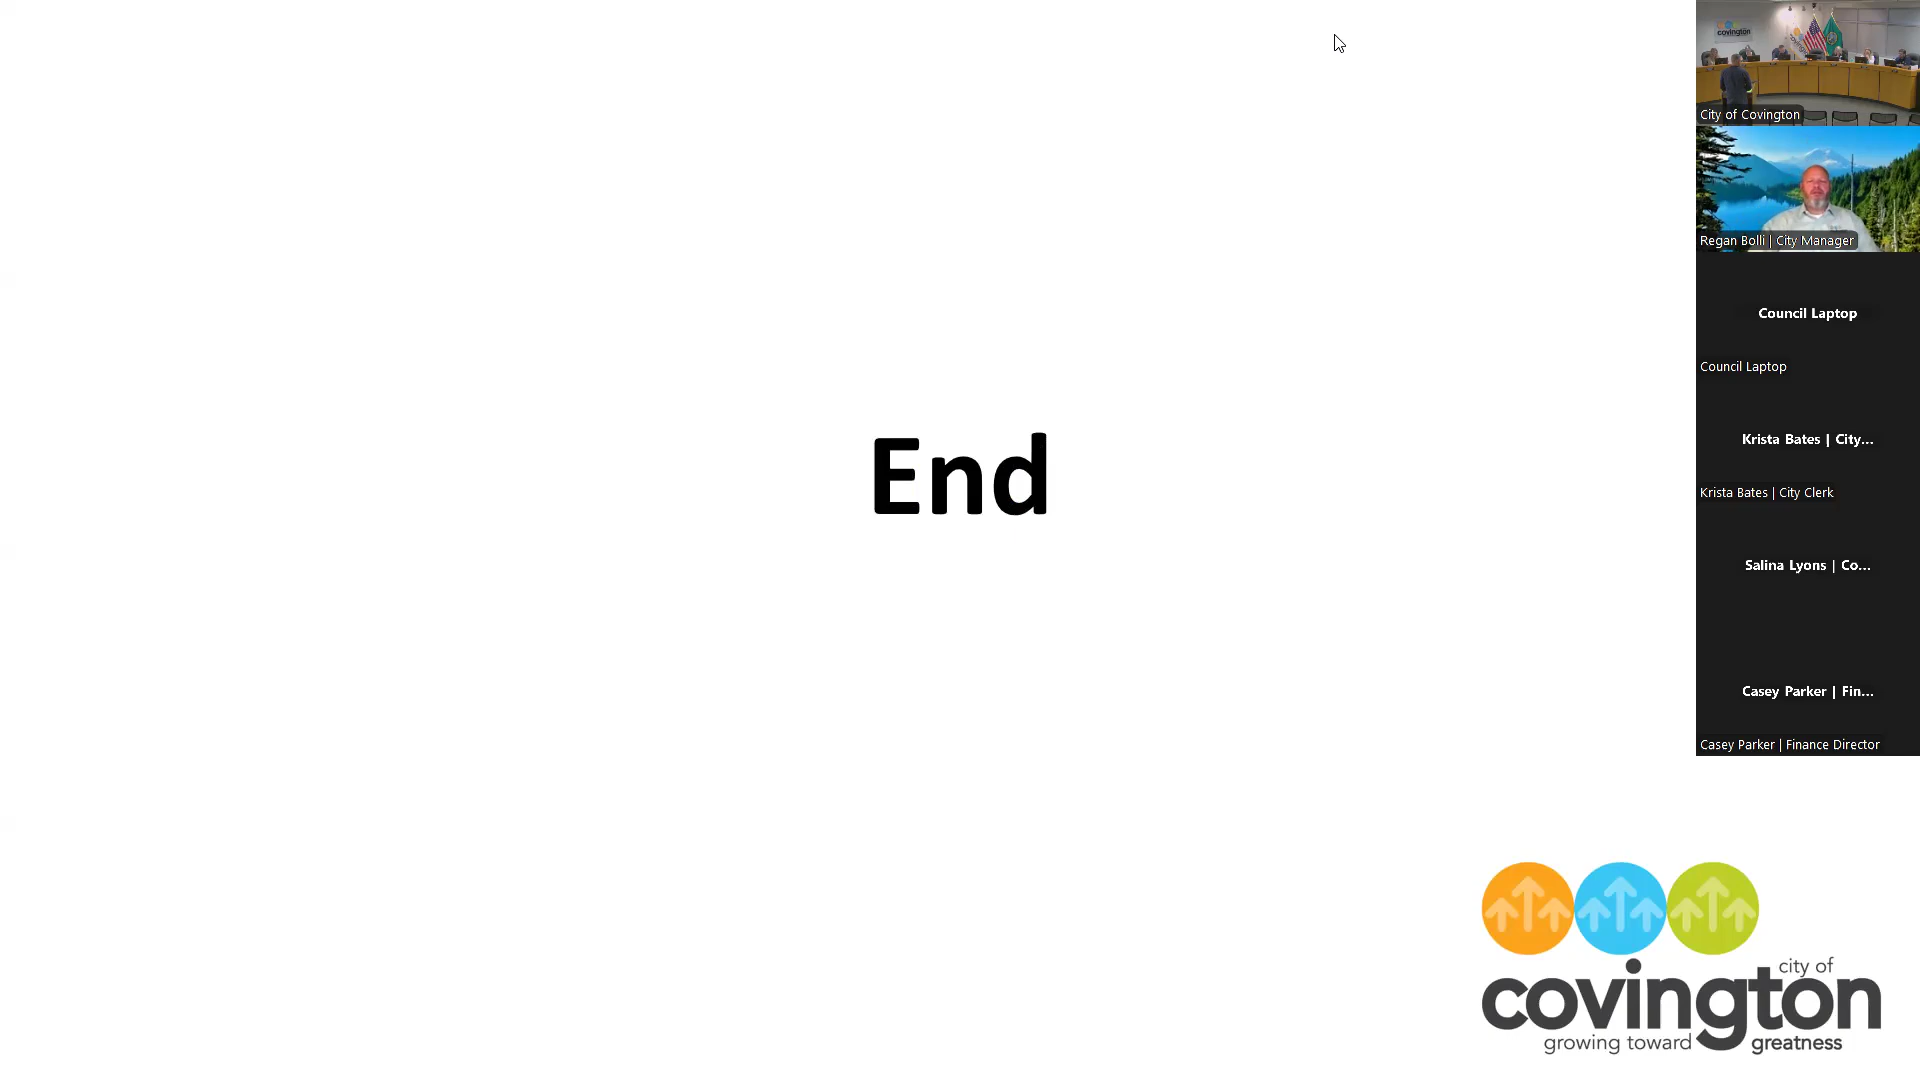 covington
City of Covington
Regan Bolli | City Manager
Council Laptop
Council Laptop
Krista Bates | City...
Krista Bates | City Clerk
Salina Lyons | Co...
Casey Parker | Fin...
Casey Parker | Finance Director
End
city of
covington
growing toward greatness